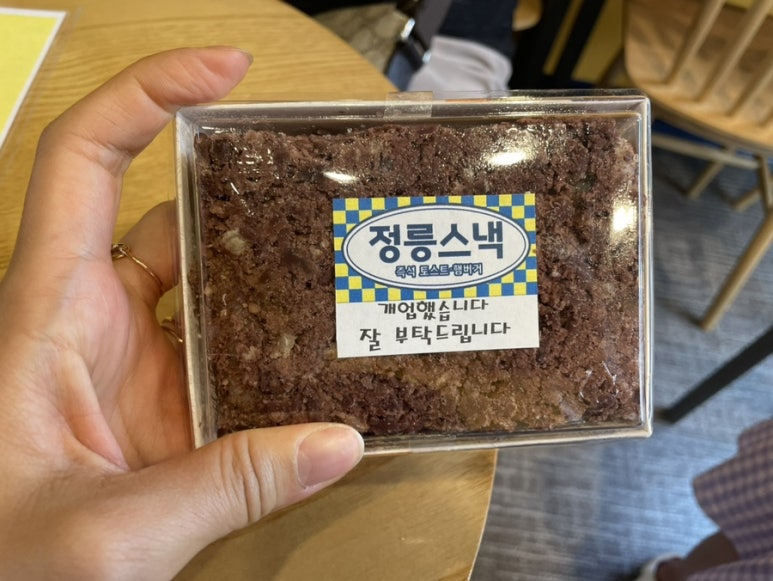 정릉스낵
즉석 토스트·햄버거
개업했습니다
잘 부탁드립니다